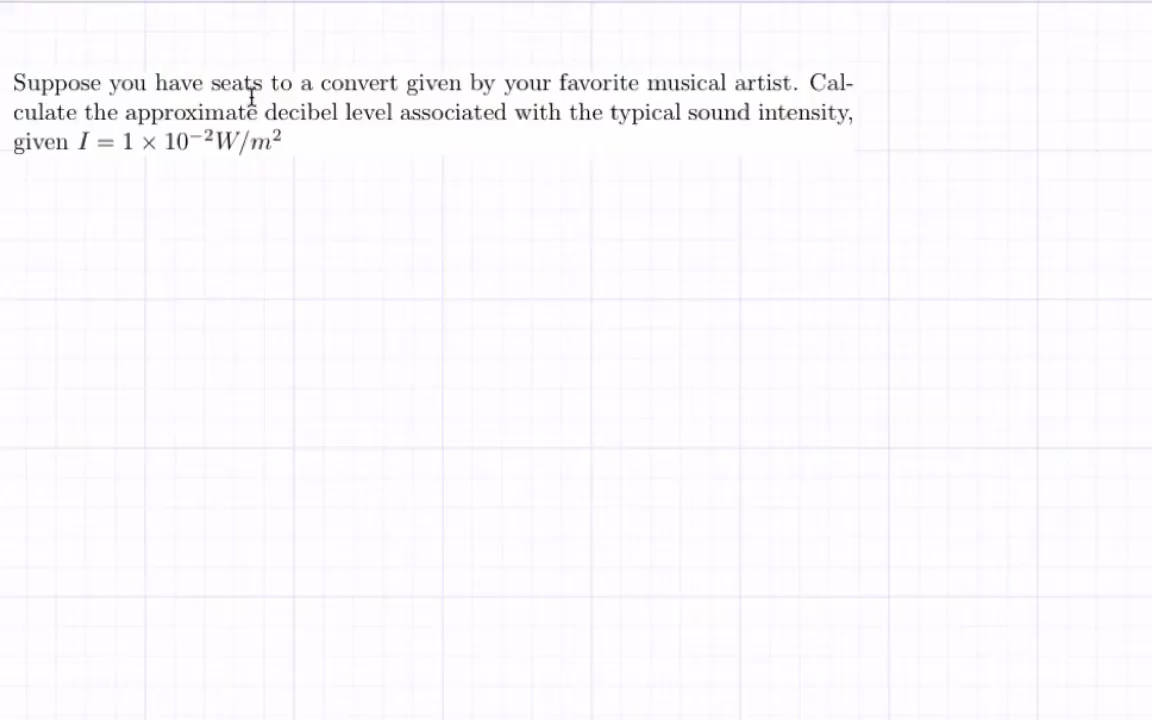 Suppose you have seats to a convert given by your favorite musical artist. Cal-
culate the approximate decibel level associated with the typical sound intensity,
given I = 1 × 10⁻²W/m²